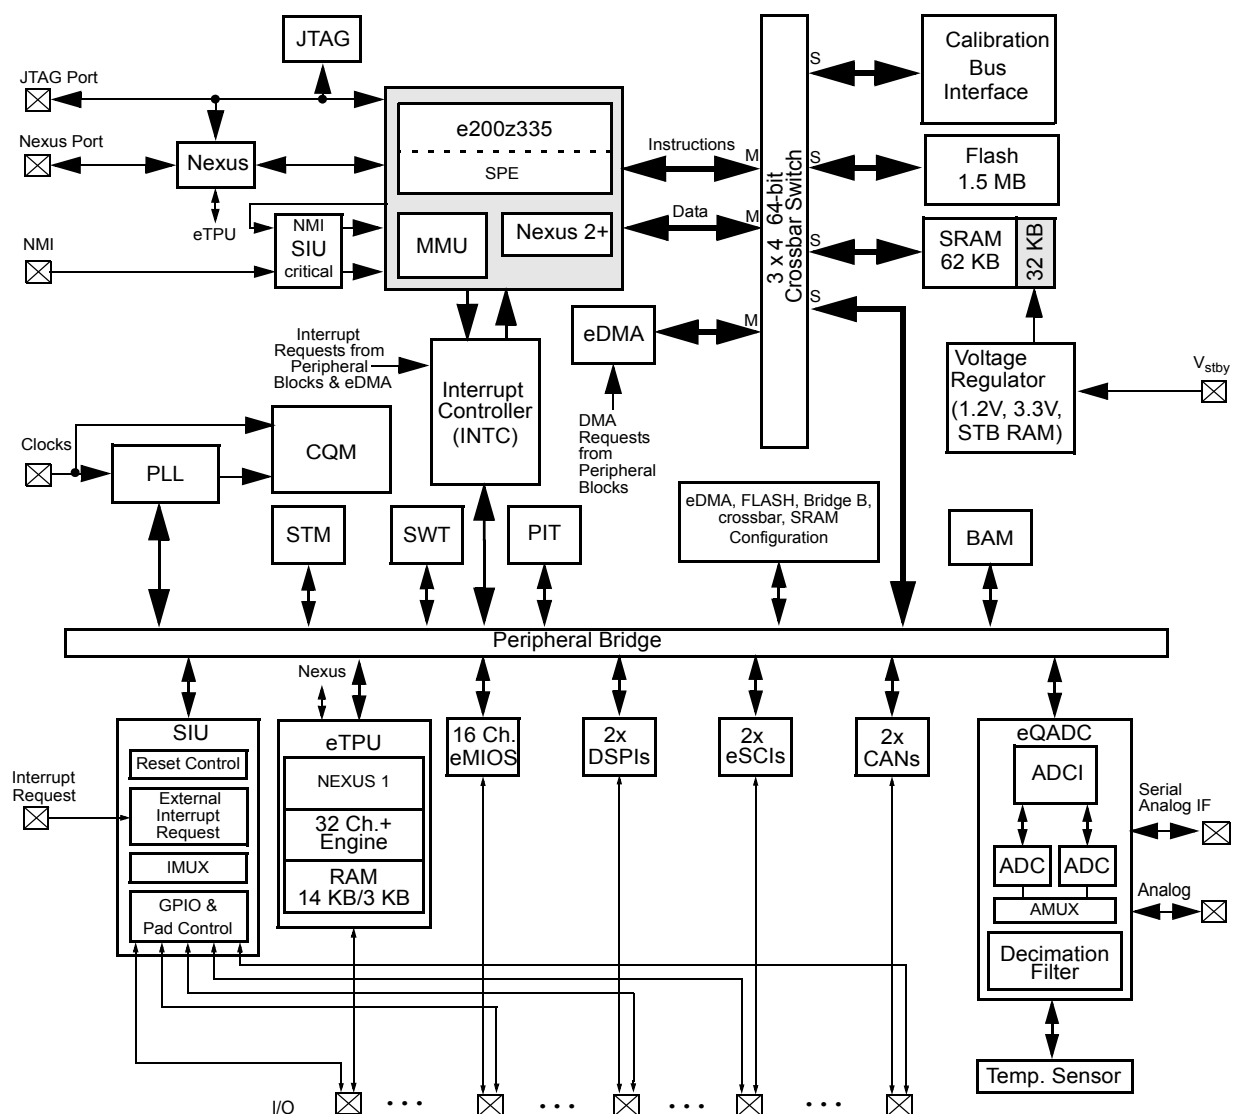 JTAG
JTAG Port
Nexus Port
Nexus
eTPU
NMI
NMI
SIU
critical
e200z335
SPE
MMU
Nexus 2+
Instructions
Data
M
M
M
3 x 4 64-bit
Crossbar Switch
S
S
S
S
Calibration
Bus
Interface
Flash
1.5 MB
SRAM
62 KB
32 KB
Voltage
Regulator
(1.2V, 3.3V,
STB RAM)
Vstby
eDMA
DMA
Requests
from
Peripheral
Blocks
Interrupt
Requests from
Peripheral
Blocks & eDMA
Interrupt
Controller
(INTC)
Clocks
PLL
CQM
STM
SWT
PIT
eDMA, FLASH, Bridge B,
crossbar, SRAM
Configuration
BAM
Peripheral Bridge
SIU
Reset Control
External
Interrupt
Request
IMUX
GPIO &
Pad Control
Interrupt
Request
Nexus
eTPU
NEXUS 1
32 Ch.+
Engine
RAM
14 KB/3 KB
16 Ch.
eMIOS
2x
DSPIs
2x
eSCIs
2x
CANs
eQADC
ADCI
ADC
ADC
AMUX
Decimation
Filter
Serial
Analog IF
Analog
Temp. Sensor
I/O
. . .
. . .
. . .
. . .